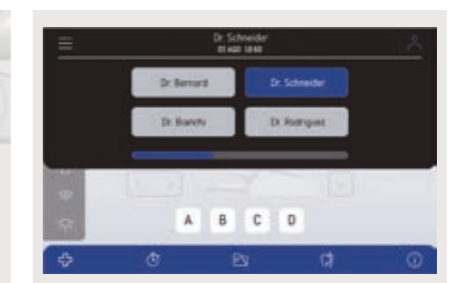 Dr. Schneider
Dr. Bernard
Dr. Schneider
Dr. Bianchi
Dr. Rodriguez
A B C D